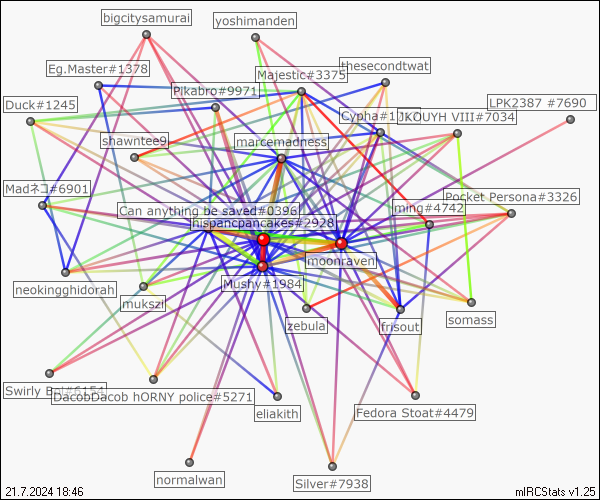 bigcitysamurai
yoshimanden
Eg.Master#1378
Majestic#3375
thesecondtwat
Pikabro#9971
Duck#1245
LPK2387 #7690
Cypha#1
JKOUYH VIII#7034
shawntee9
marcemadness
Madネコ#6901
Pocket Persona#3326
ming#4742
Can anything be saved#0396
hispancpancakes#2928
moonraven
Mushy#1984
neokingghidorah
mukszi
zebula
frisout
somass
Swirly
DacobDacob hORNY police#5271
eliakith
Fedora Stoat#4479
normalwan
Silver#7938
21.7.2024 18:46
mIRCStats v1.25